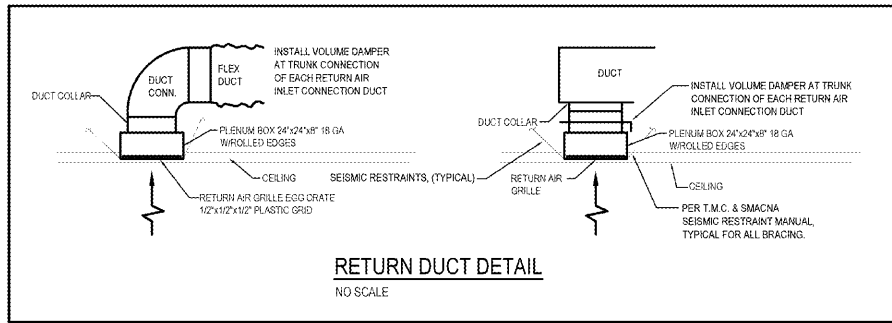 INSTALL VOLUME DAMPER
AT TRUNK CONNECTION
OF EACH RETURN AIR
INLET CONNECTION DUCT
FLEX
DUCT
DUCT
CONN.
DUCT COLLAR
PLENUM BOX 24"x24"x8" 18 GA
W/ROLLED EDGES
CEILING
RETURN AIR GRILLE EGG CRATE
1/2"x1/2"x1/2" PLASTIC GRID
DUCT
INSTALL VOLUME DAMPER AT TRUNK
CONNECTION OF EACH RETURN AIR
INLET CONNECTION DUCT
DUCT COLLAR
PLENUM BOX 24"x24"x8" 18 GA
W/ROLLED EDGES
SEISMIC RESTRAINTS, (TYPICAL)
RETURN AIR
GRILLE
CEILING
PER T.M.C. & SMACNA
SEISMIC RESTRAINT MANUAL,
TYPICAL FOR ALL BRACING.
RETURN DUCT DETAIL
NO SCALE